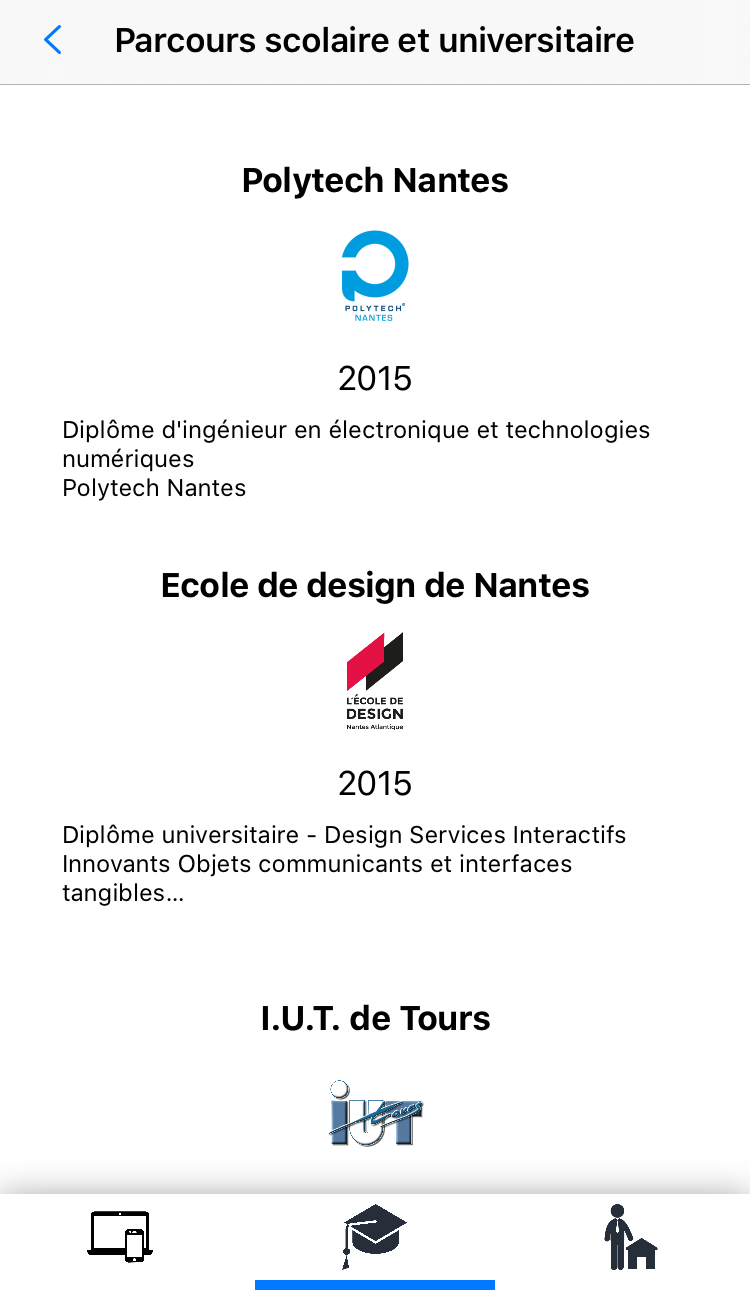 Parcours scolaire et universitaire
Polytech Nantes
POLYTECH®
NANTES
2015
Diplôme d'ingénieur en électronique et technologies
numériques
Polytech Nantes
Ecole de design de Nantes
L'ÉCOLE DE
DESIGN
Nantes Atlantique
2015
Diplôme universitaire - Design Services Interactifs
Innovants Objets communicants et interfaces
tangibles...
I.U.T. de Tours
iUT
Tours